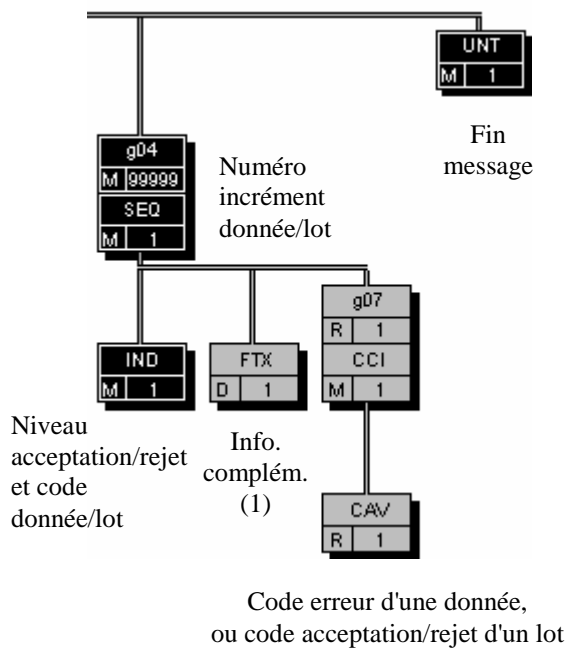 UNT
M 1
Fin
message
g04
M 99999
SEQ
M 1
Numéro
incrément
donnée/lot
IND
M 1
Niveau
acceptation/rejet
et code
donnée/lot
FTX
D 1
Info.
complém.
(1)
g07
R 1
CCI
M 1
CAV
R 1
Code erreur d'une donnée,
ou code acceptation/rejet d'un lot